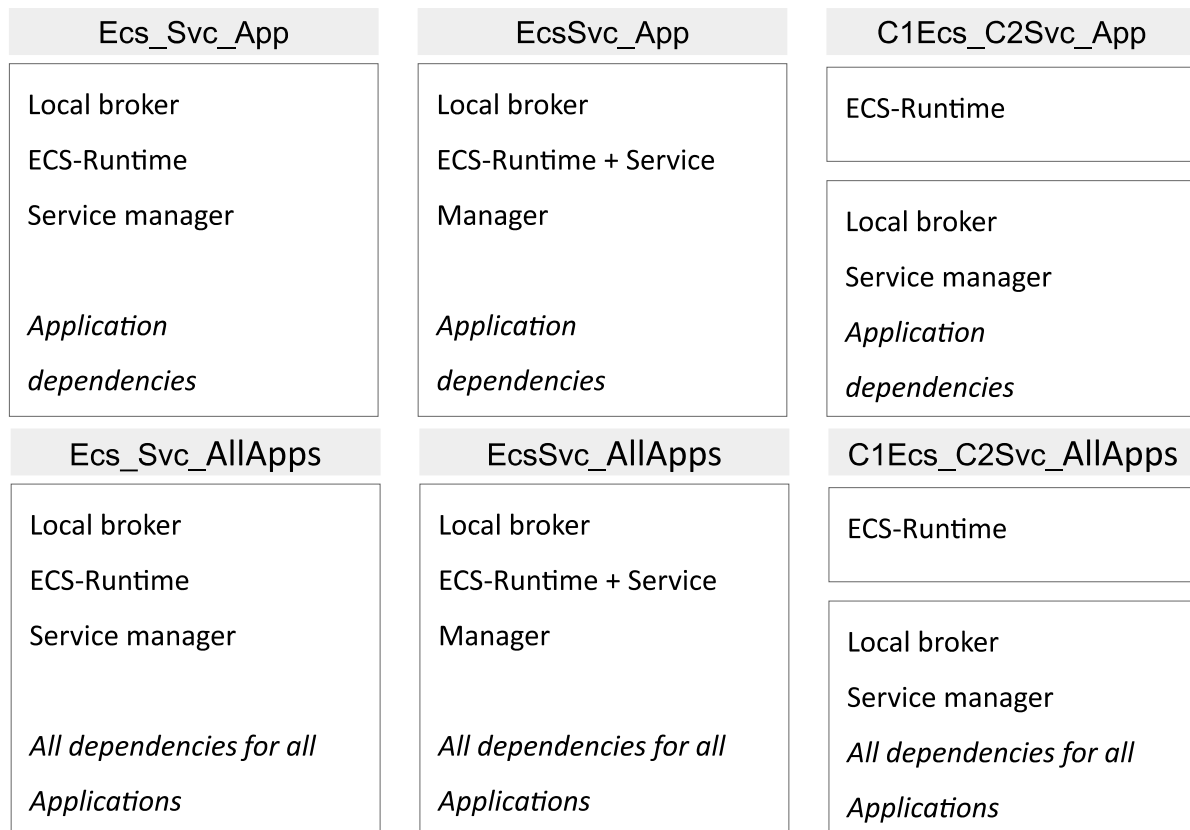 Ecs_Svc_App
Local broker
ECS-Runtime
Service manager
Application
dependencies
EcsSvc_App
Local broker
ECS-Runtime + Service
Manager
Application
dependencies
C1Ecs_C2Svc_App
ECS-Runtime
Local broker
Service manager
Application
dependencies
Ecs_Svc_AllApps
Local broker
ECS-Runtime
Service manager
All dependencies for all
Applications
EcsSvc_AllApps
Local broker
ECS-Runtime + Service
Manager
All dependencies for all
Applications
C1Ecs_C2Svc_AllApps
ECS-Runtime
Local broker
Service manager
All dependencies for all
Applications